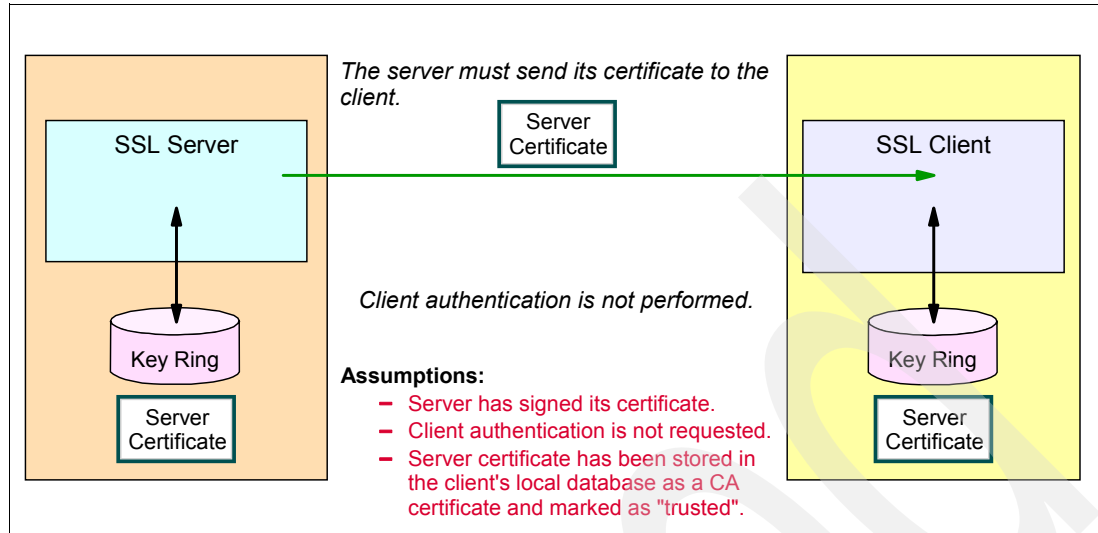 The server must send its certificate to the
client.
Server
Certificate
SSL Server
SSL Client
Client authentication is not performed.
Key Ring
Server
Certificate
Key Ring
Server
Certificate
Assumptions:
– Server has signed its certificate.
– Client authentication is not requested.
– Server certificate has been stored in
the client's local database as a CA
certificate and marked as "trusted".